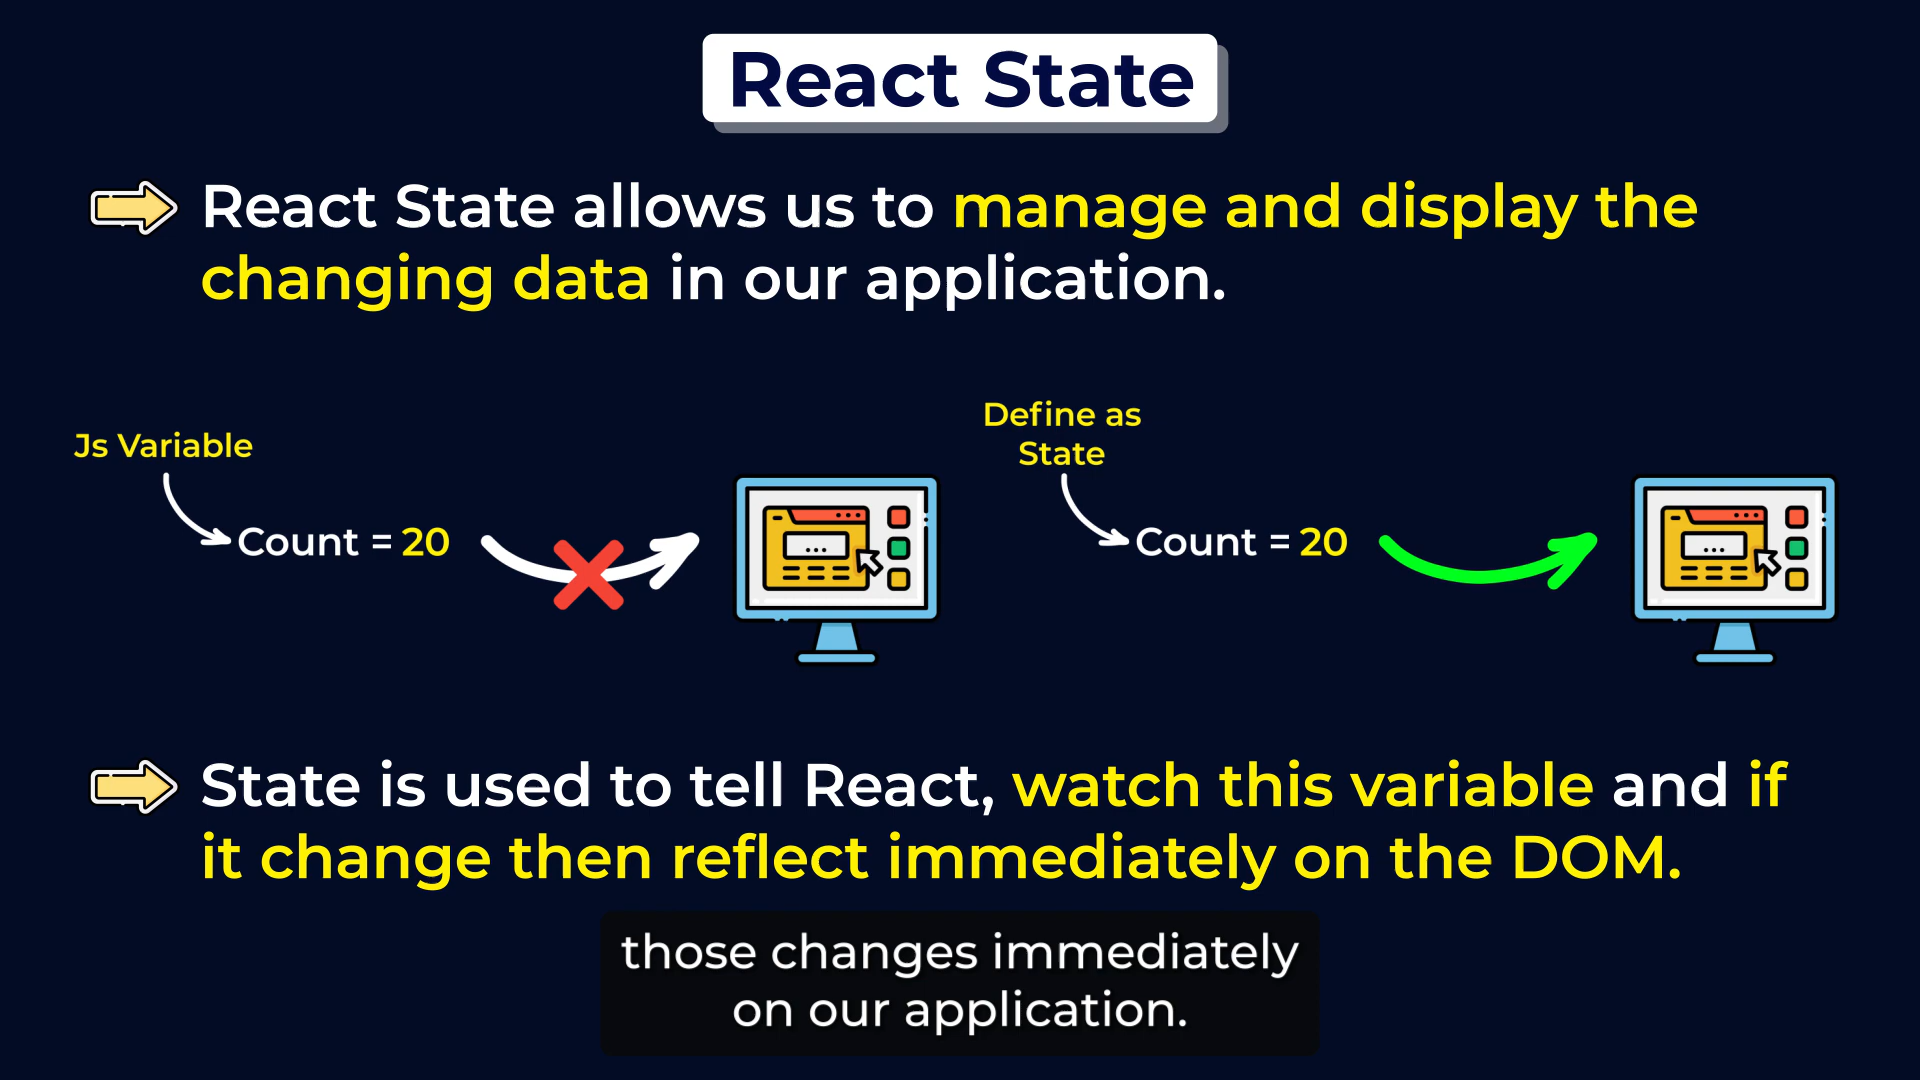 React State
React State allows us to manage and display the
changing data in our application.
Js Variable
Count = 20
Define as
State
Count = 20
State is used to tell React, watch this variable and if
it change then reflect immediately on the DOM.
those changes immediately
on our application.